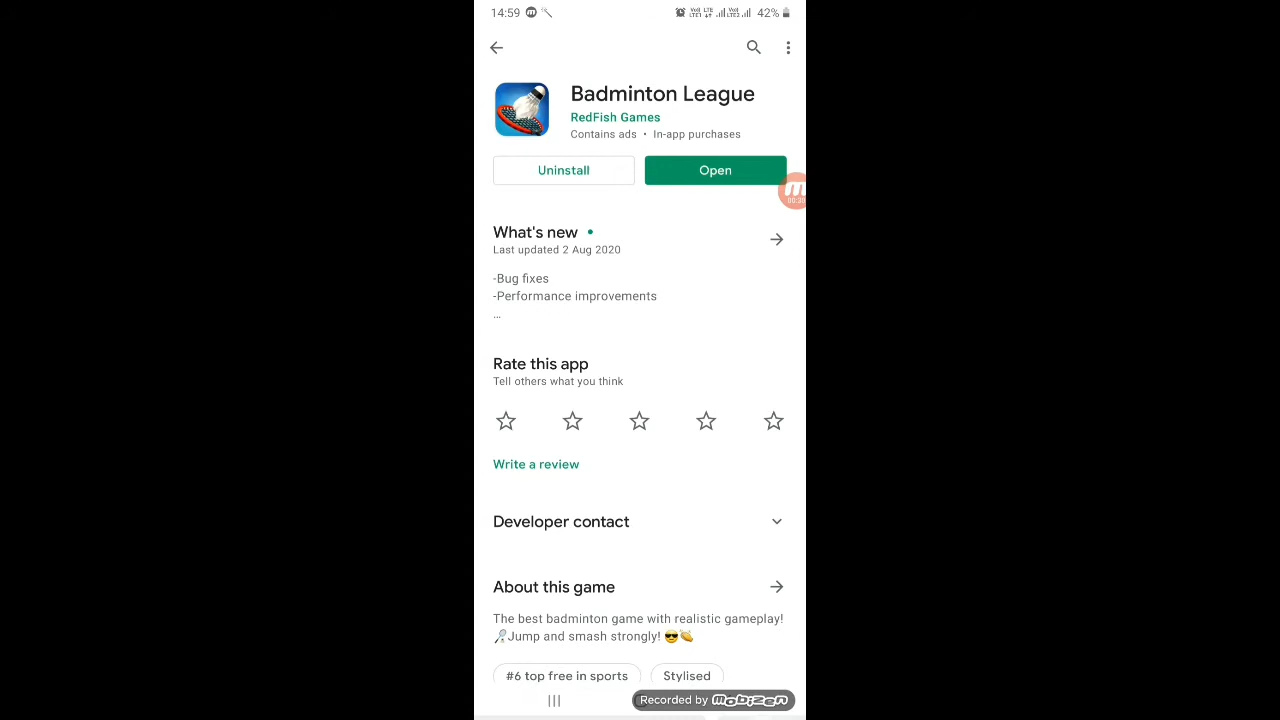 14:59 42%
Badminton League
RedFish Games
Contains ads • In-app purchases
Uninstall Open
00:30
What's new •
Last updated 2 Aug 2020
-Bug fixes
-Performance improvements
...
Rate this app
Tell others what you think
Write a review
Developer contact
About this game
The best badminton game with realistic gameplay!
🏸Jump and smash strongly! 😎👏
#6 top free in sports Stylised
Recorded by mobizen